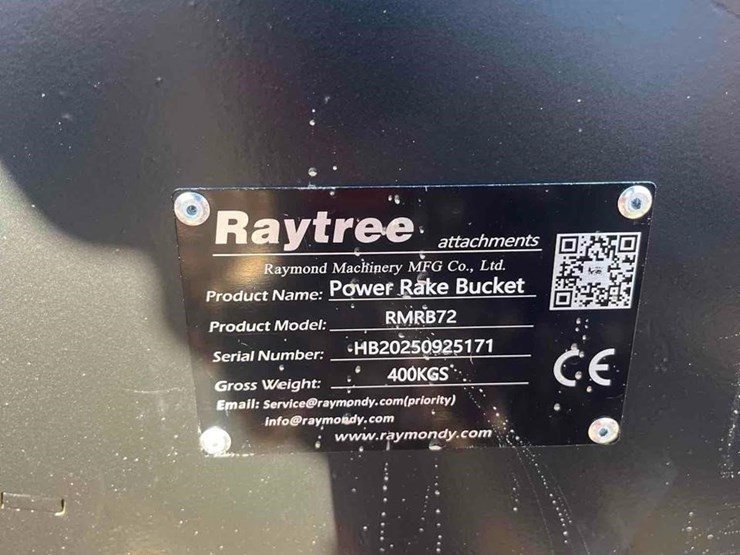 Raytree attachments
Raymond Machinery MFG Co., Ltd.
Product Name: Power Rake Bucket
Product Model: RMRB72
Serial Number: HB20250925171
Gross Weight: 400KGS
Email: Service@raymondy.com(priority)
info@raymondy.com
www.raymondy.com
CE